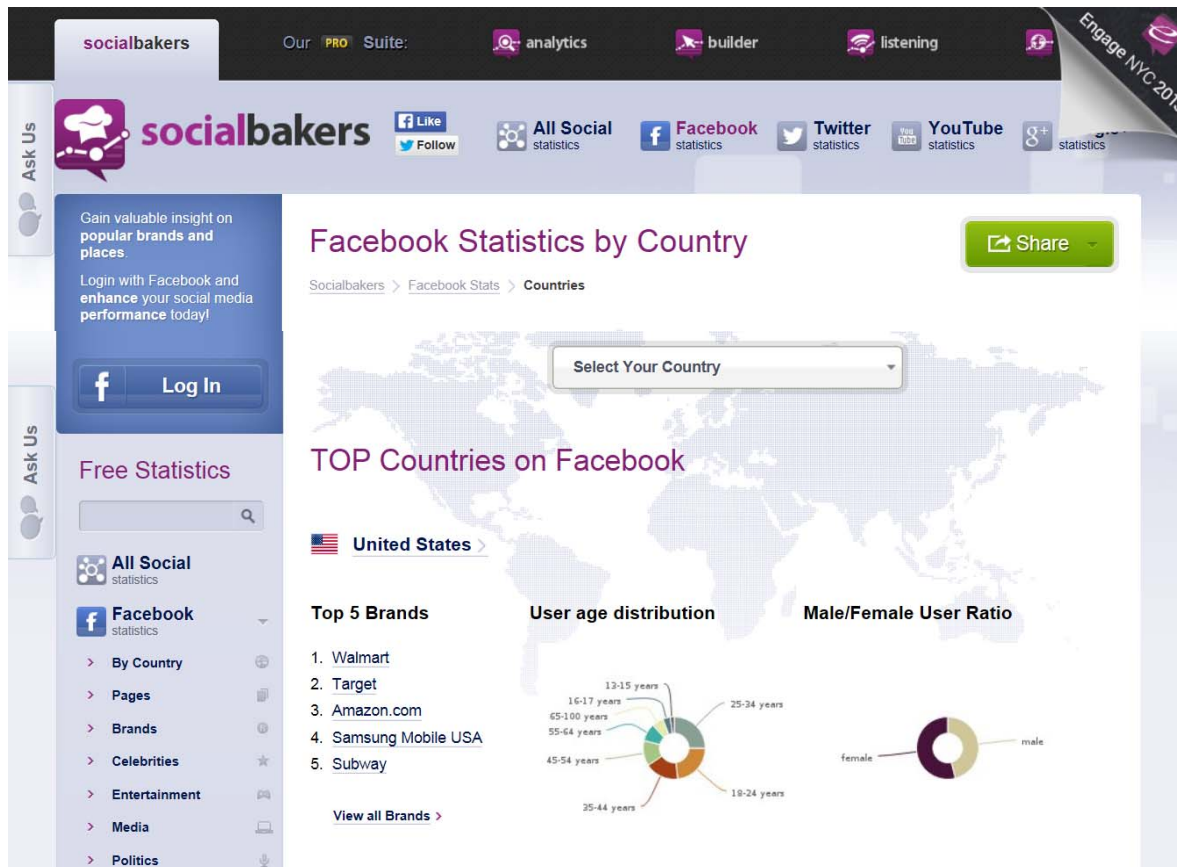 socialbakers
Our PRO Suite:
analytics
builder
listening
Engage NYC 201
Ask Us
socialbakers
Like
Follow
All Social
statistics
Facebook
statistics
Twitter
statistics
You Tube
YouTube
statistics
g+
statistics
Gain valuable insight on
popular brands and
places.
Login with Facebook and
enhance your social media
performance today!
Facebook Statistics by Country
Share
Socialbakers > Facebook Stats > Countries
f Log In
Select Your Country
Ask Us
Free Statistics
TOP Countries on Facebook
United States >
All Social
statistics
Facebook
statistics
> By Country
> Pages
> Brands
> Celebrities
> Entertainment
> Media
> Politics
Top 5 Brands
1. Walmart
2. Target
3. Amazon.com
4. Samsung Mobile USA
5. Subway
View all Brands >
User age distribution
13-15 years
16-17 years
65-100 years
55-64 years
45-54 years
35-44 years
25-34 years
18-24 years
Male/Female User Ratio
female
male